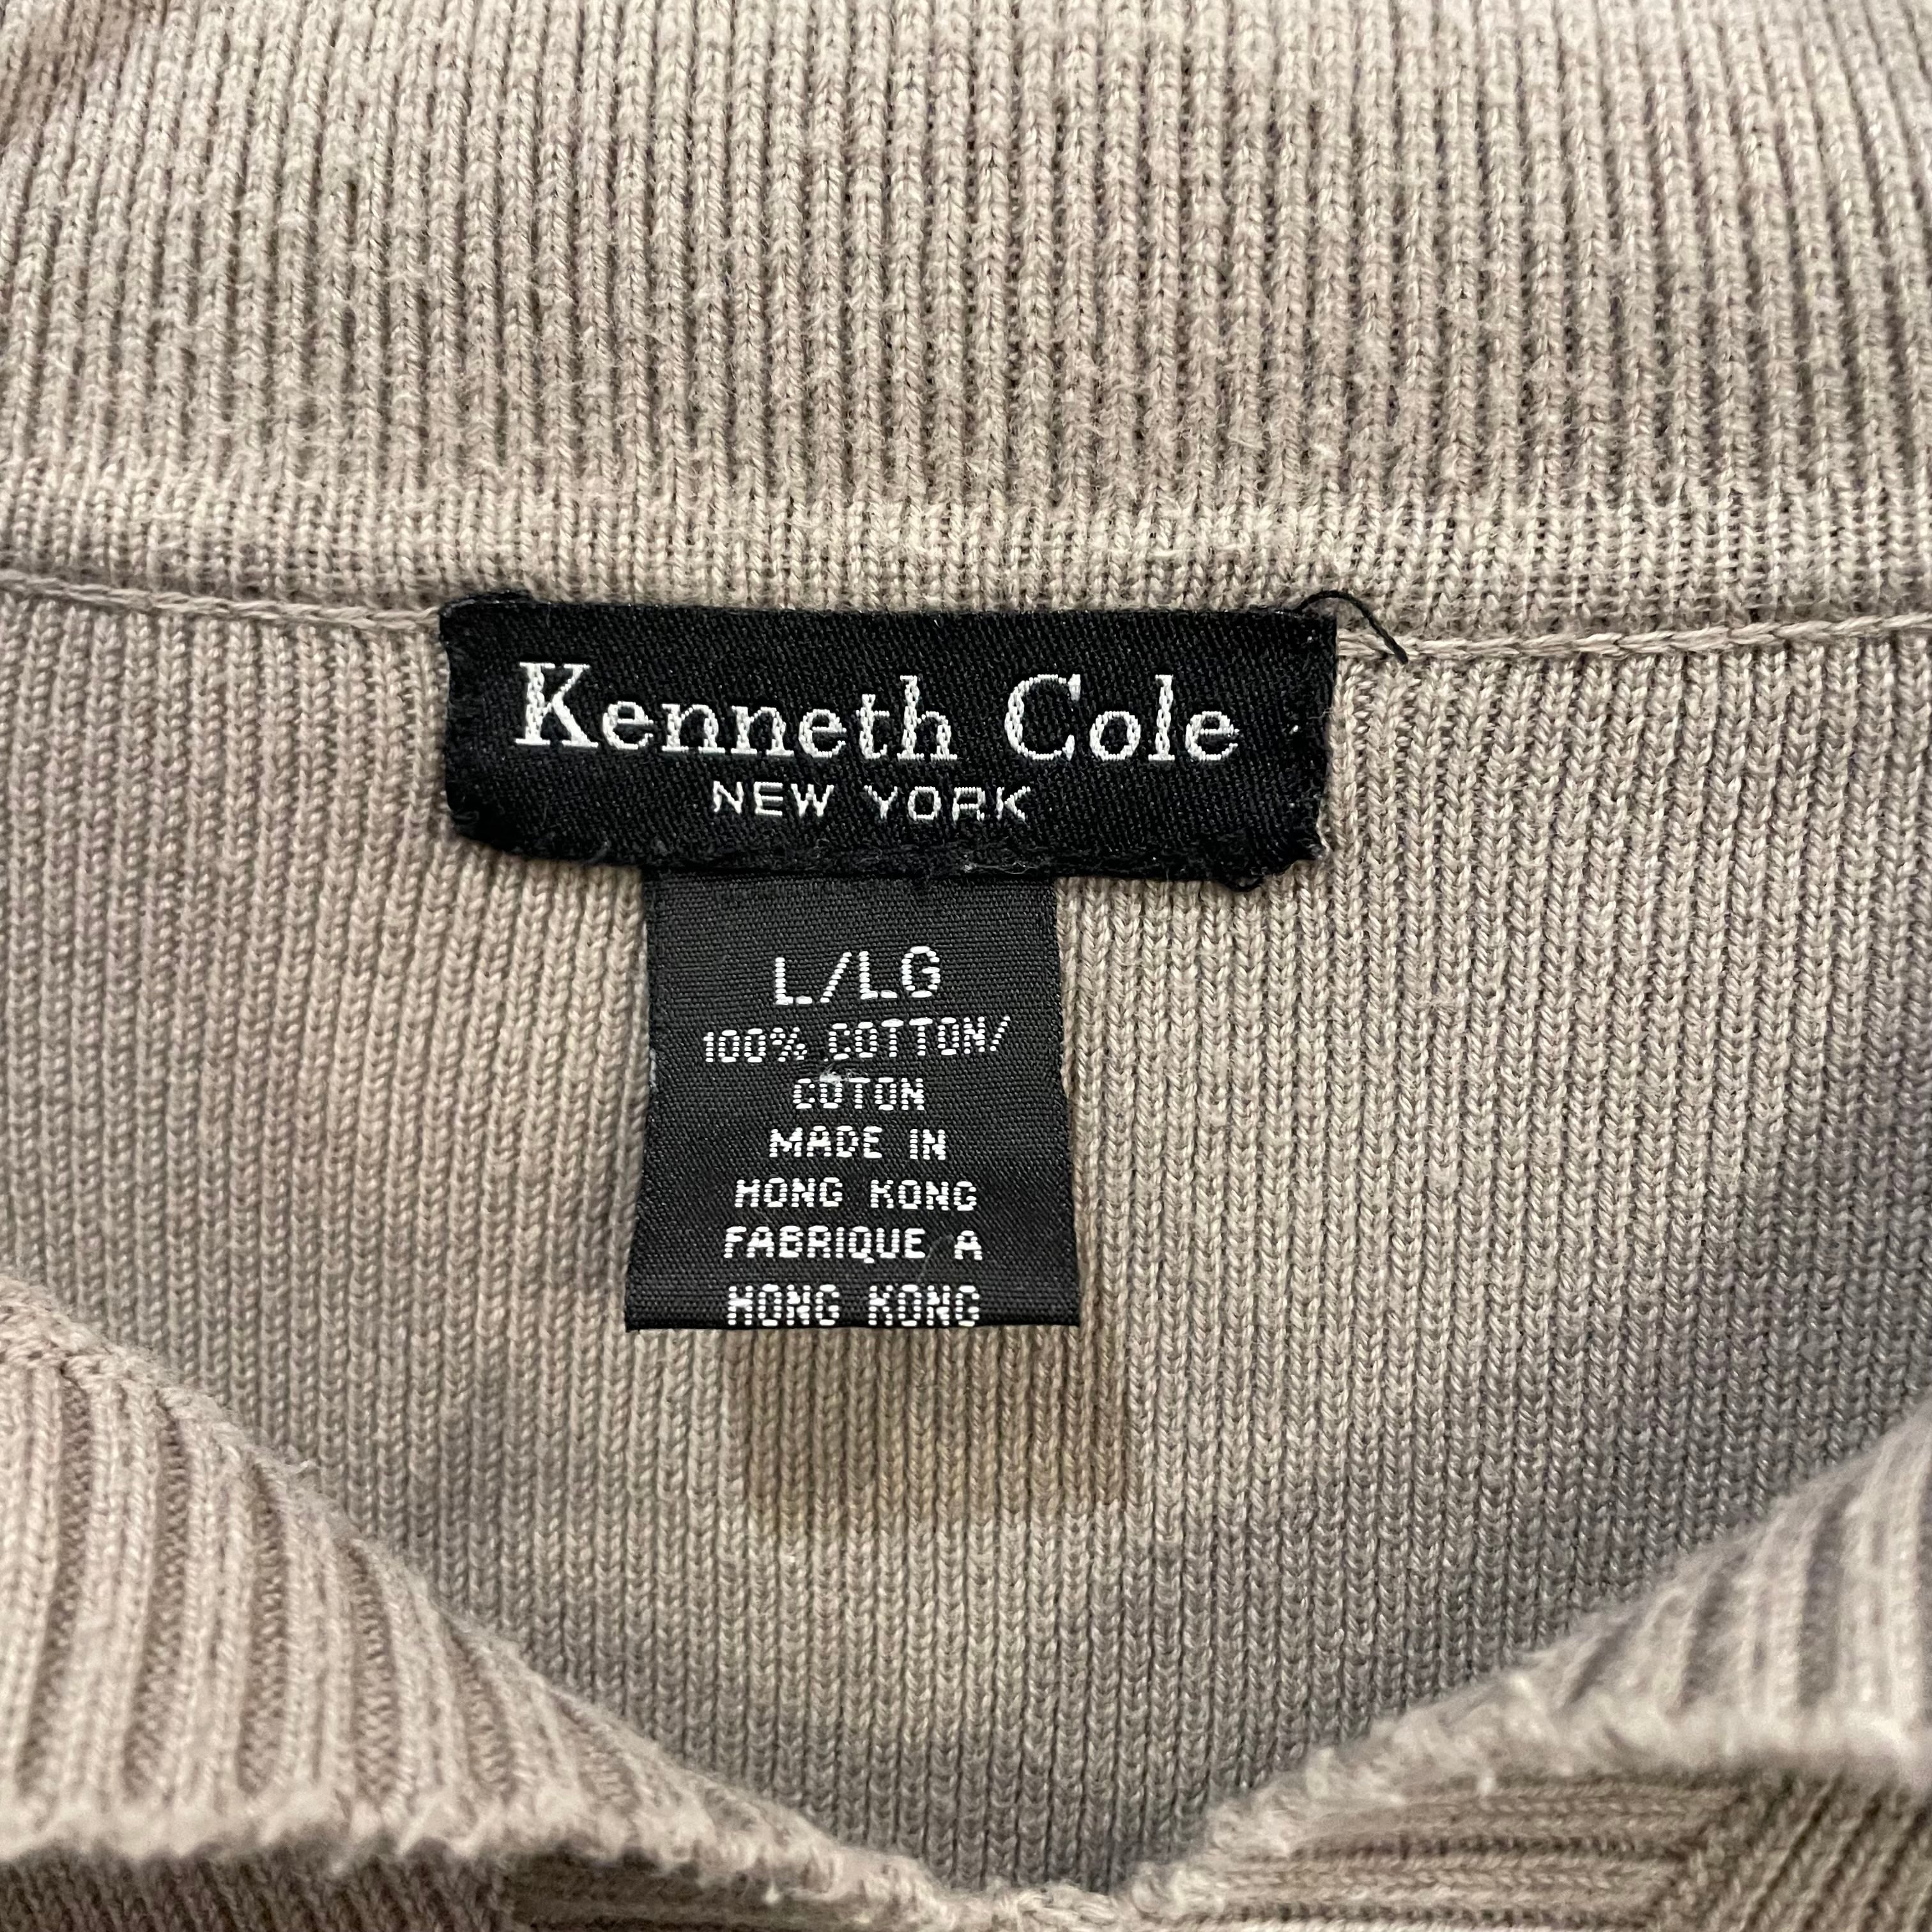 Kenneth Cole
NEW YORK
L/LG
100% COTTON/
COTON
MADE IN
HONG KONG
FABRIQUE A
HONG KONG